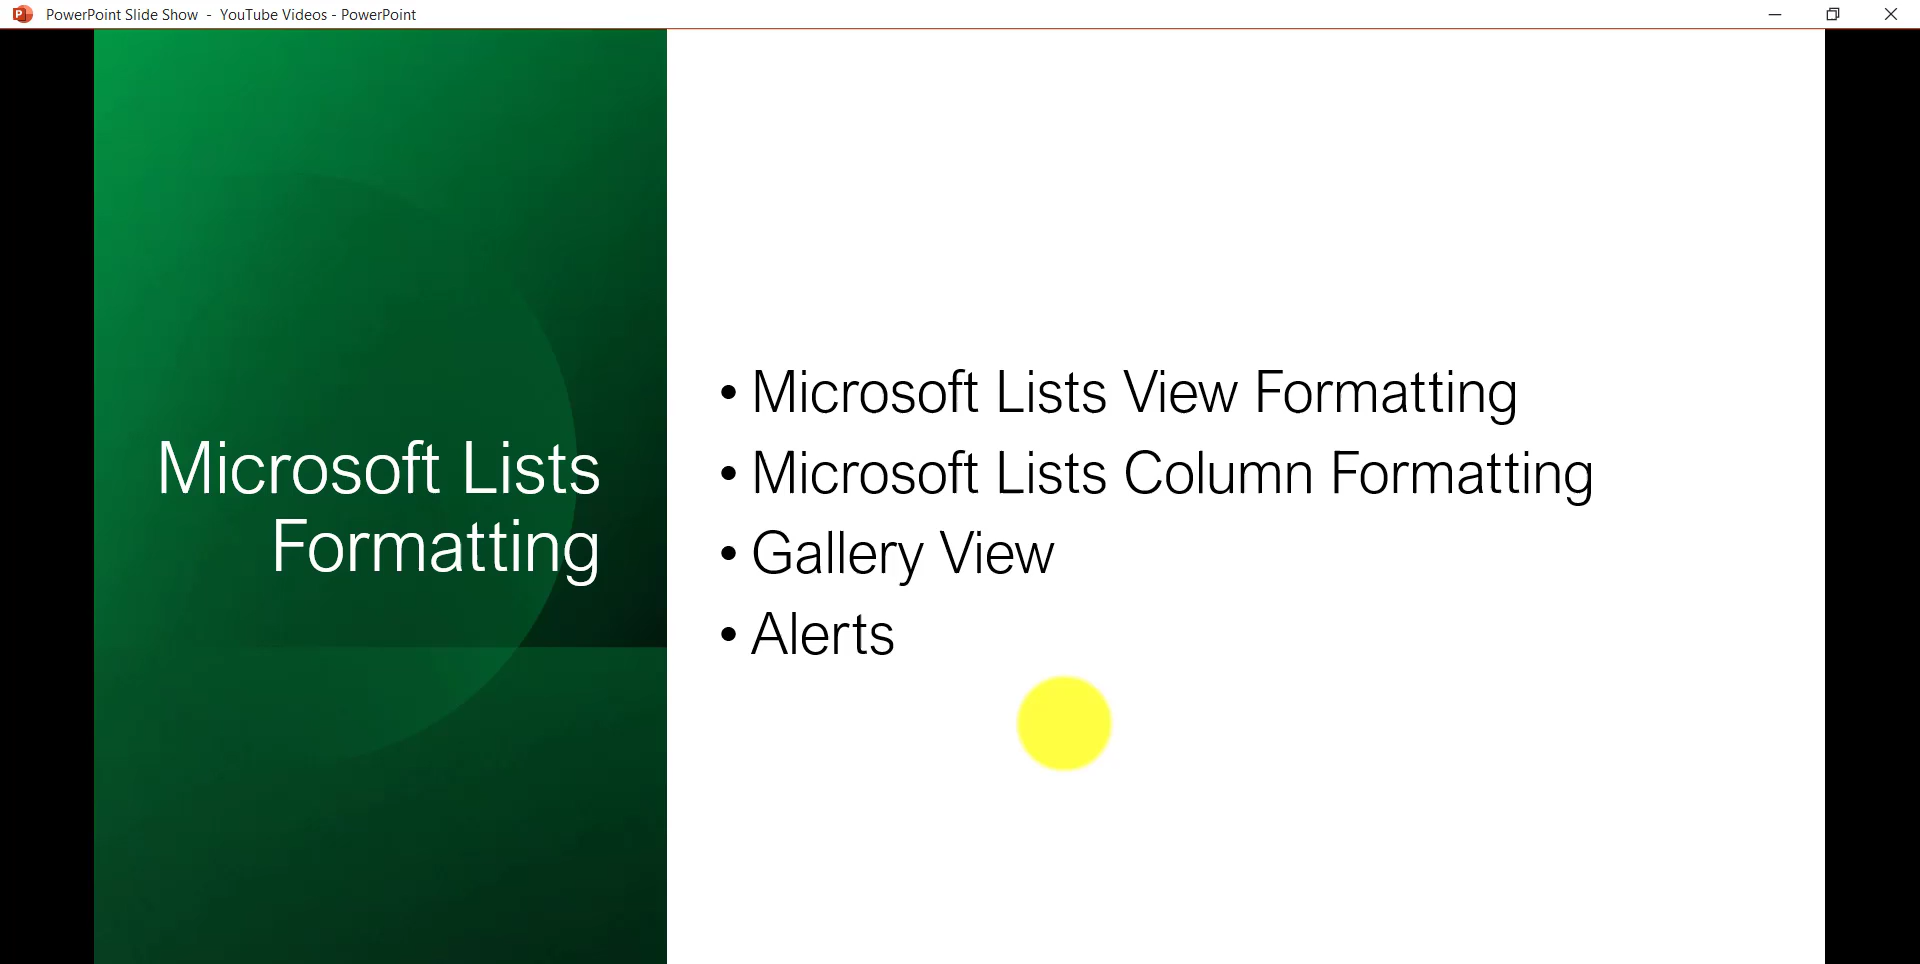 PowerPoint Slide Show - YouTube Videos - PowerPoint
Microsoft Lists
Formatting
• Microsoft Lists View Formatting
• Microsoft Lists Column Formatting
• Gallery View
• Alerts